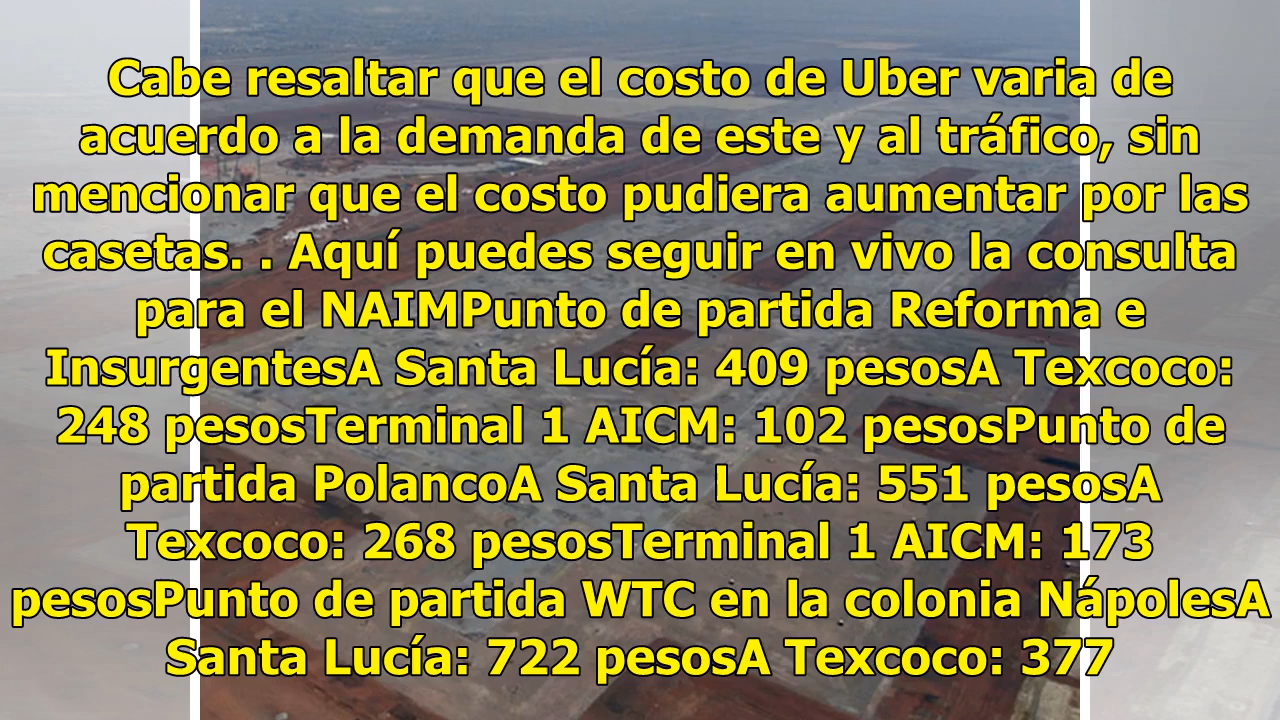 Cabe resaltar que el costo de Uber varia de
acuerdo a la demanda de este y al tráfico, sin
mencionar que el costo pudiera aumentar por las
casetas. . Aquí puedes seguir en vivo la consulta
para el NAIMPunto de partida Reforma e
InsurgentesA Santa Lucía: 409 pesosA Texcoco:
248 pesosTerminal 1 AICM: 102 pesosPunto de
partida PolancoA Santa Lucía: 551 pesosA
Texcoco: 268 pesosTerminal 1 AICM: 173
pesosPunto de partida WTC en la colonia NápolesA
Santa Lucía: 722 pesosA Texcoco: 377